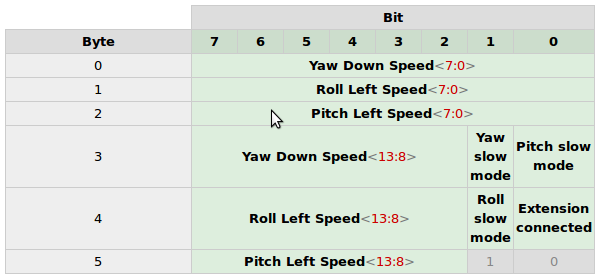 Bit
Byte 7 6 5 4 3 2 1 0
0 Yaw Down Speed<7:0>
1 Roll Left Speed<7:0>
2 Pitch Left Speed<7:0>
3 Yaw Down Speed<13:8> Yaw slow mode Pitch slow mode
4 Roll Left Speed<13:8> Roll slow mode Extension connected
5 Pitch Left Speed<13:8> 1 0